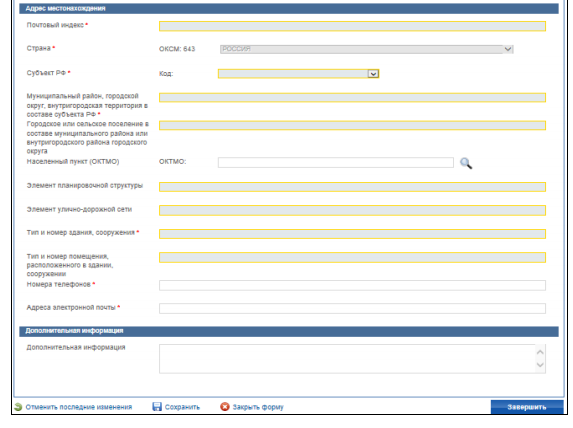 Адрес местонахождения
Почтовый индекс *
Страна * ОКСМ: 643 РОССИЯ
Субъект РФ * Код:
Муниципальный район, городской
округ, внутригородская территория в
составе субъекта РФ *
Городское или сельское поселение в
составе муниципального района или
внутригородского района городского
округа
Населенный пункт (ОКТМО) ОКТМО:
Элемент планировочной структуры
Элемент улично-дорожной сети
Тип и номер здания, сооружения *
Тип и номер помещения,
расположенного в здании,
сооружении
Номера телефонов *
Адреса электронной почты *
Дополнительная информация
Дополнительная информация
Отменить последние изменения Сохранить Закрыть форму Завершить